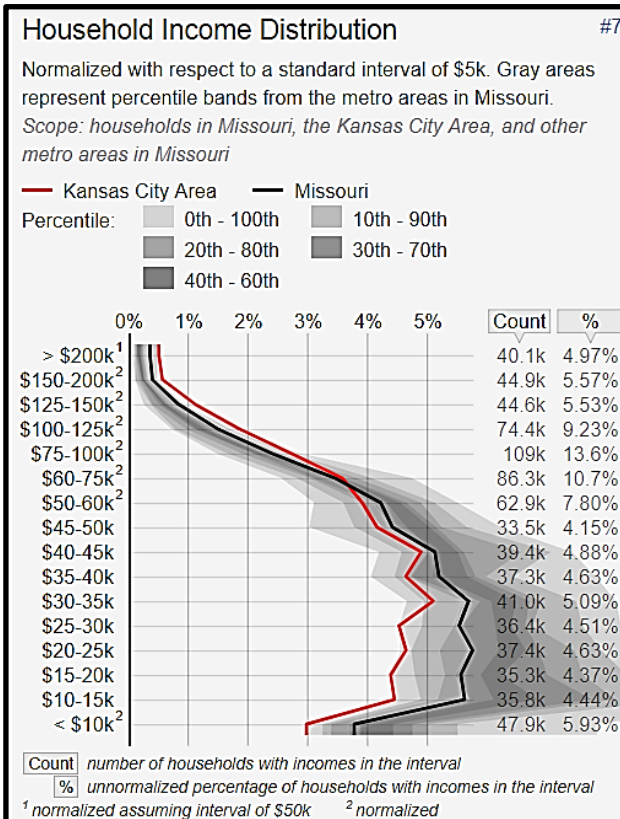 Household Income Distribution #7
Normalized with respect to a standard interval of $5k. Gray areas
represent percentile bands from the metro areas in Missouri.
Scope: households in Missouri, the Kansas City Area, and other
metro areas in Missouri
Kansas City Area Missouri
Percentile: 0th - 100th 10th - 90th
20th - 80th 30th - 70th
40th - 60th
0% 1% 2% 3% 4% 5% Count %
> $200k¹ 40.1k 4.97%
$150-200k² 44.9k 5.57%
$125-150k² 44.6k 5.53%
$100-125k² 74.4k 9.23%
$75-100k² 109k 13.6%
$60-75k² 86.3k 10.7%
$50-60k² 62.9k 7.80%
$45-50k 33.5k 4.15%
$40-45k 39.4k 4.88%
$35-40k 37.3k 4.63%
$30-35k 41.0k 5.09%
$25-30k 36.4k 4.51%
$20-25k 37.4k 4.63%
$15-20k 35.3k 4.37%
$10-15k 35.8k 4.44%
< $10k² 47.9k 5.93%
Count number of households with incomes in the interval
% unnormalized percentage of households with incomes in the interval
¹ normalized assuming interval of $50k ² normalized